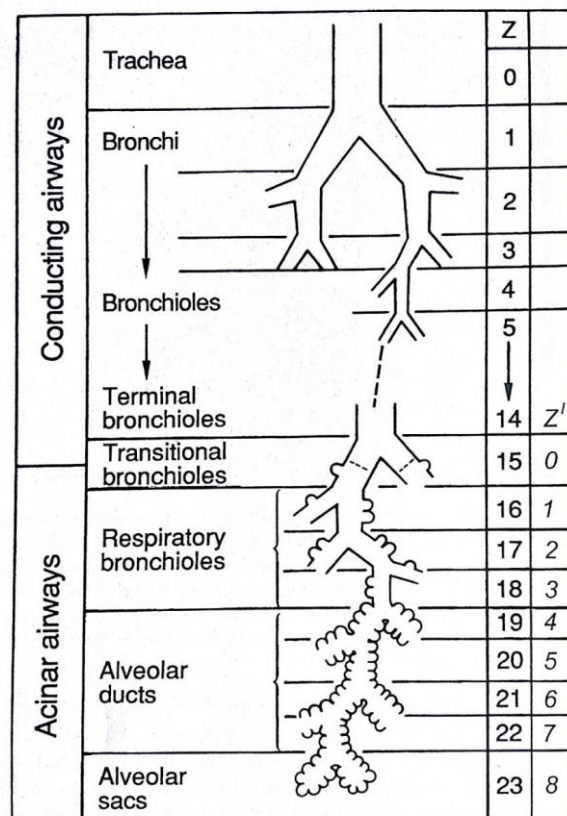 Conducting airways
Acinar airways
Z
Trachea
0
Bronchi
1
2
3
Bronchioles
4
5
Terminal
bronchioles
14 Z'
Transitional
bronchioles
15 0
16 1
Respiratory
bronchioles
17 2
18 3
19 4
Alveolar
ducts
20 5
21 6
22 7
Alveolar
sacs
23 8